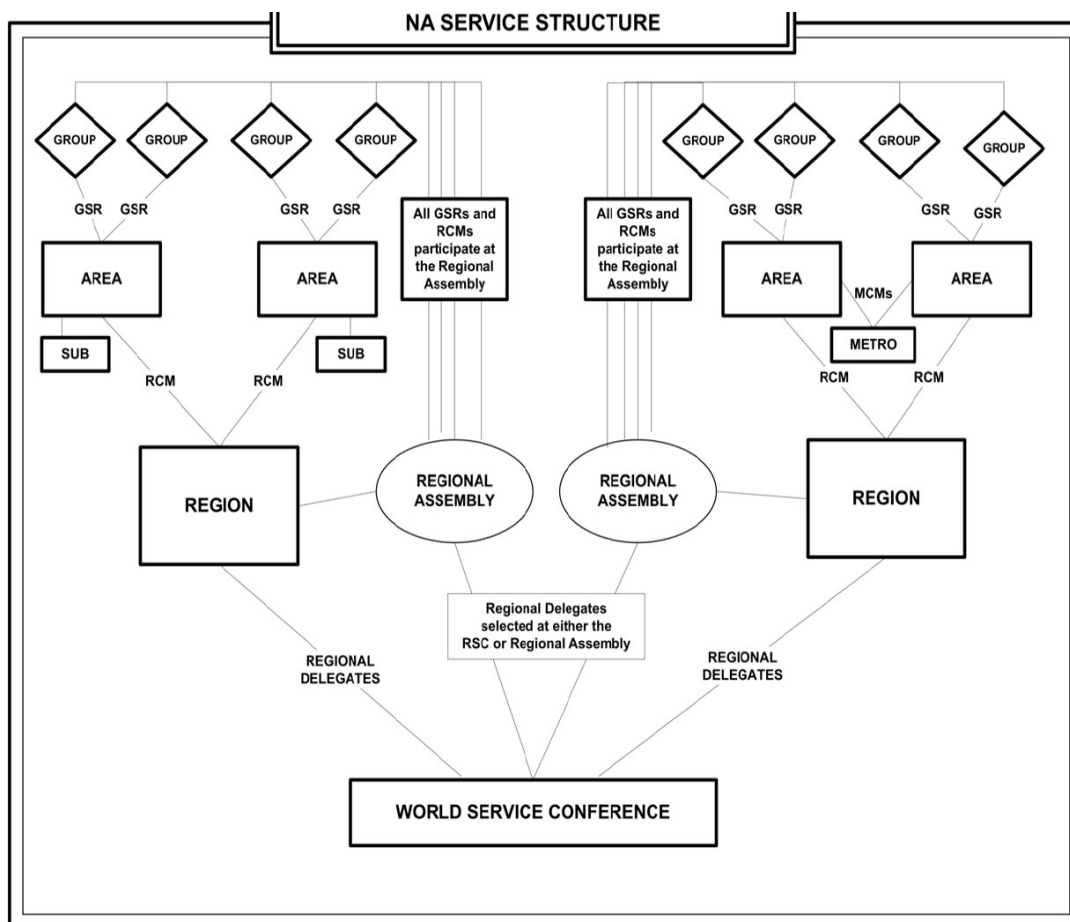 NA SERVICE STRUCTURE
GROUP
GROUP
GROUP
GROUP
GROUP
GROUP
GROUP
GROUP
GSR
GSR
GSR
GSR
GSR
GSR
GSR
GSR
All GSRs and
RCMs
participate at
the Regional
Assembly
All GSRs and
RCMs
participate at
the Regional
Assembly
AREA
AREA
AREA
AREA
MCMs
SUB
SUB
METRO
RCM
RCM
RCM
RCM
REGION
REGIONAL
ASSEMBLY
REGIONAL
ASSEMBLY
REGION
Regional Delegates
selected at either the
RSC or Regional Assembly
REGIONAL
DELEGATES
REGIONAL
DELEGATES
WORLD SERVICE CONFERENCE